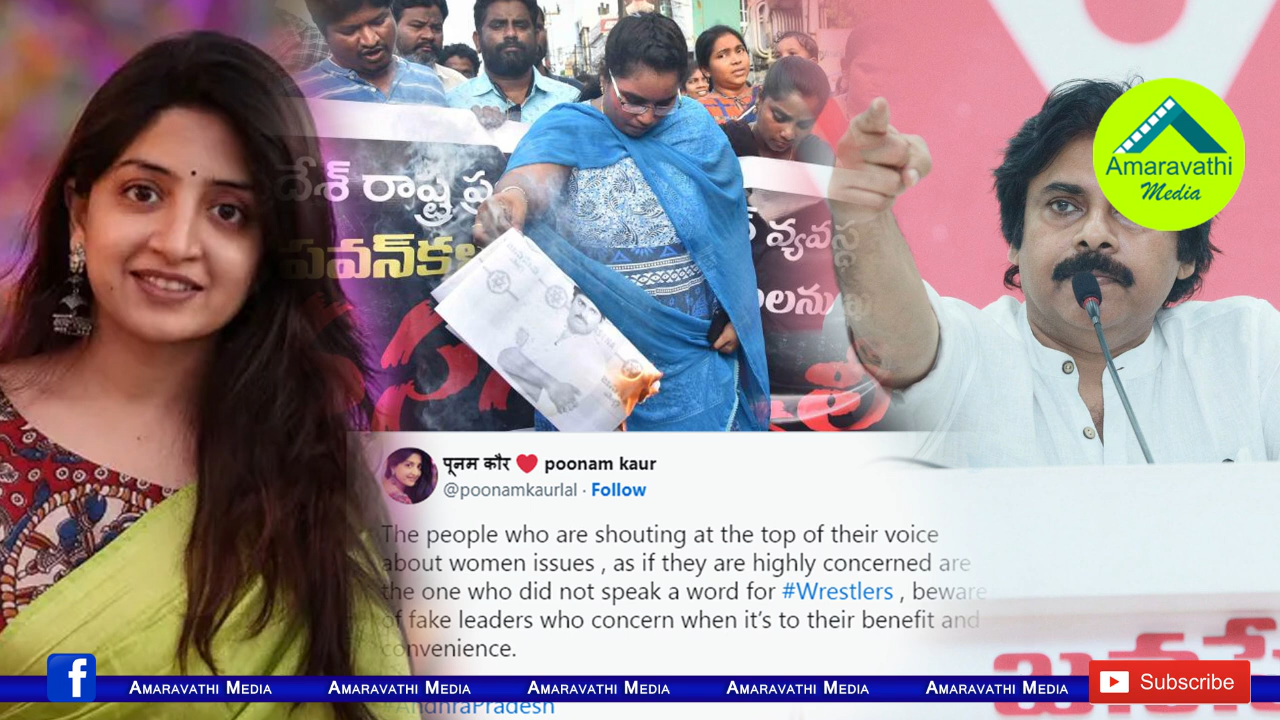 Amaravathi
Media
దేశ్ రాష్ట్ర ప్ర
పవన్‌క
వ్యవస్థ
पूनम कौर ❤️ poonam kaur
@poonamkaurlal · Follow
The people who are shouting at the top of their voice
about women issues , as if they are highly concerned are
the one who did not speak a word for #Wrestlers , beware
of fake leaders who concern when it’s to their benefit and
convenience.
f
AMARAVATHI MEDIA AMARAVATHI MEDIA AMARAVATHI MEDIA AMARAVATHI MEDIA AMARAVATHI MEDIA
Subscribe
#AndhraPradesh
జనసే